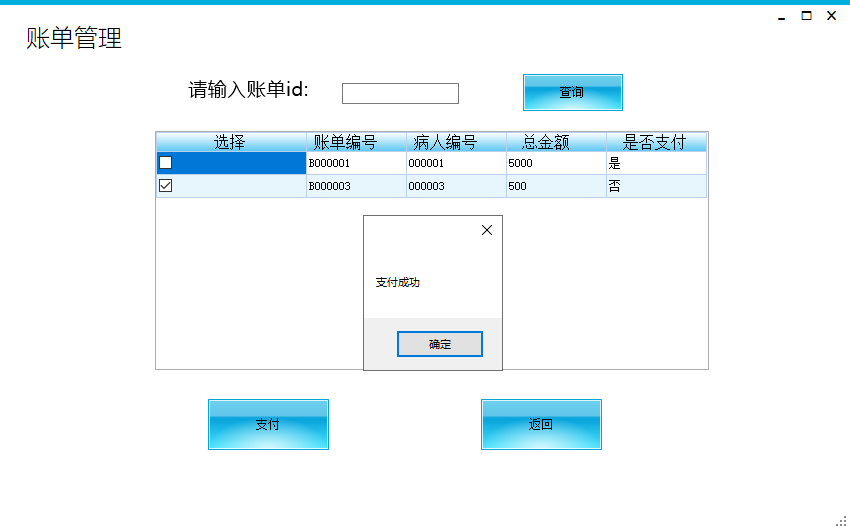 账单管理
请输入账单id:
查询
选择 账单编号 病人编号 总金额 是否支付
B000001 000001 5000 是
B000003 000003 500 否
支付成功
确定
支付 返回